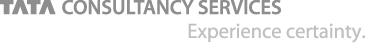 TATA CONSULTANCY SERVICES
Experience certainty.